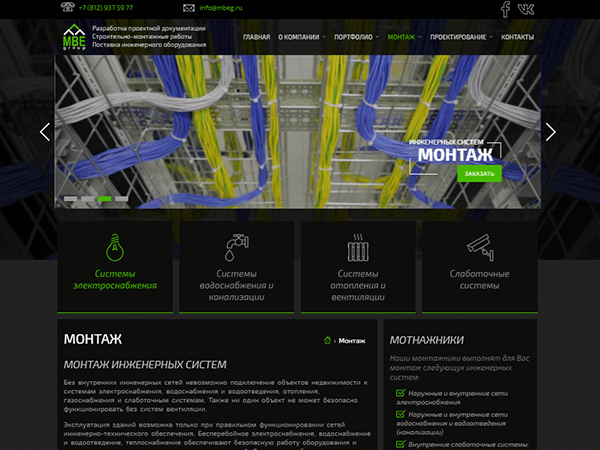 +7 (812) 937 59 77
info@mbeg.ru
MBE
group
Разработка проектной документации
Строительно-монтажные работы
Поставка инженерного оборудования
ГЛАВНАЯ О КОМПАНИИ ПОРТФОЛИО МОНТАЖ ПРОЕКТИРОВАНИЕ КОНТАКТЫ
ИНЖЕНЕРНЫХ СИСТЕМ
МОНТАЖ
ЗАКАЗАТЬ
Системы
электроснабжения
Системы
водоснабжения и
канализации
Системы
отопления и
вентиляции
Слаботочные
системы
МОНТАЖ
› Монтаж
МОНТАЖ ИНЖЕНЕРНЫХ СИСТЕМ
Без внутренних инженерных сетей невозможно подключение объектов недвижимости к
системам электроснабжения, водоснабжения и водоотведения, отопления,
газоснабжения и слаботочным системам. Также ни один объект не может безопасно
функционировать без систем вентиляции.
Эксплуатация зданий возможна только при правильном функционировании сетей
инженерно-технического обеспечения. Бесперебойное электроснабжение, водоснабжение
и водоотведение, теплоснабжение обеспечивают безопасную работу оборудования и
МОТНАЖНИКИ
Наши монтажники выполнят для Вас
монтаж следующих инженерных
систем:
Наружные и внутренние сети
электроснабжения
Наружные и внутренние сети
водоснабжения и водоотведения
(канализации)
Внутренние слаботочные системы: